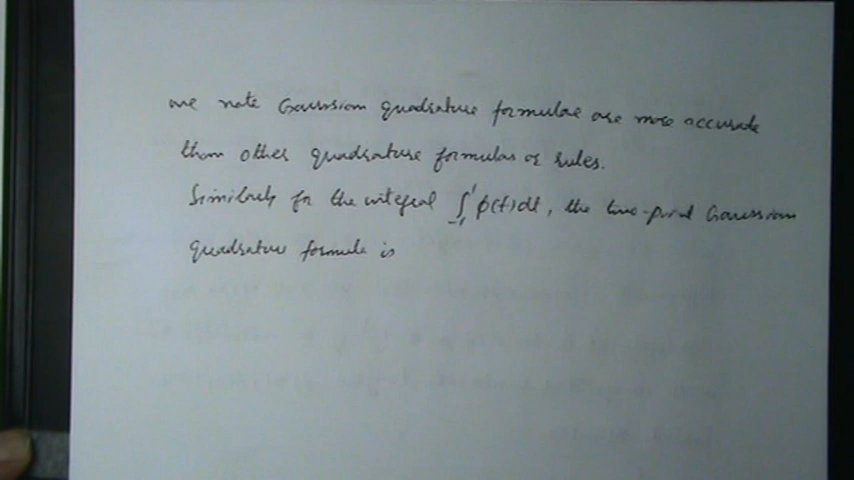 we note Gaussian quadrature formulae are more accurate
than other quadrature formulas or rules.
Similarly for the integral ∫₋₁¹ φ(t)dt, the two-point Gaussian
quadrature formula is